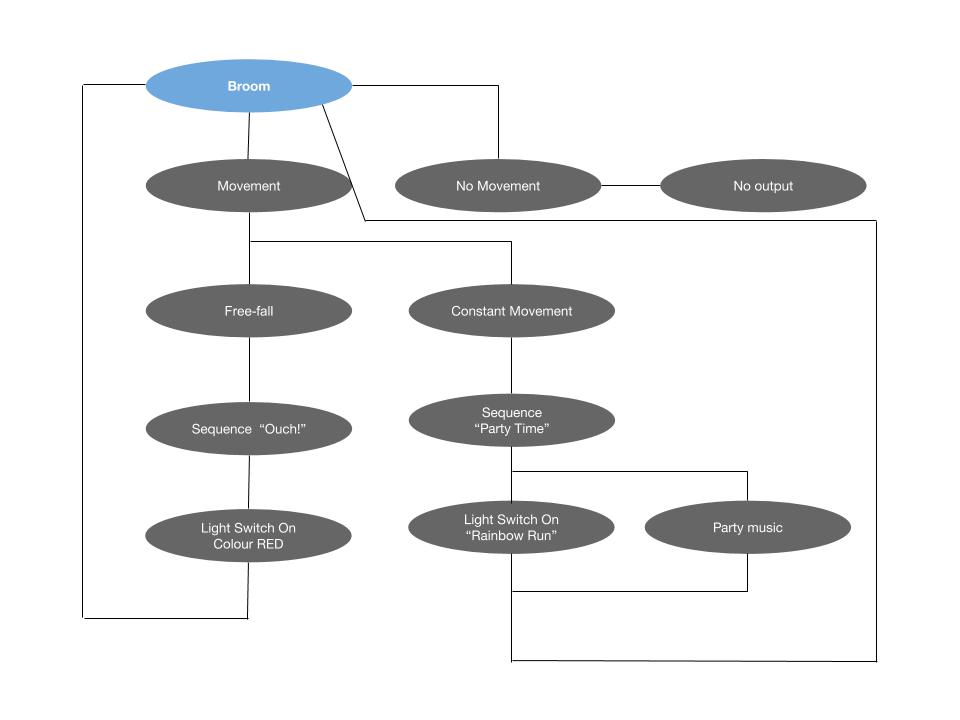 Broom
Movement
No Movement
No output
Free-fall
Constant Movement
Sequence “Ouch!”
Sequence
“Party Time”
Light Switch On
Colour RED
Light Switch On
“Rainbow Run”
Party music